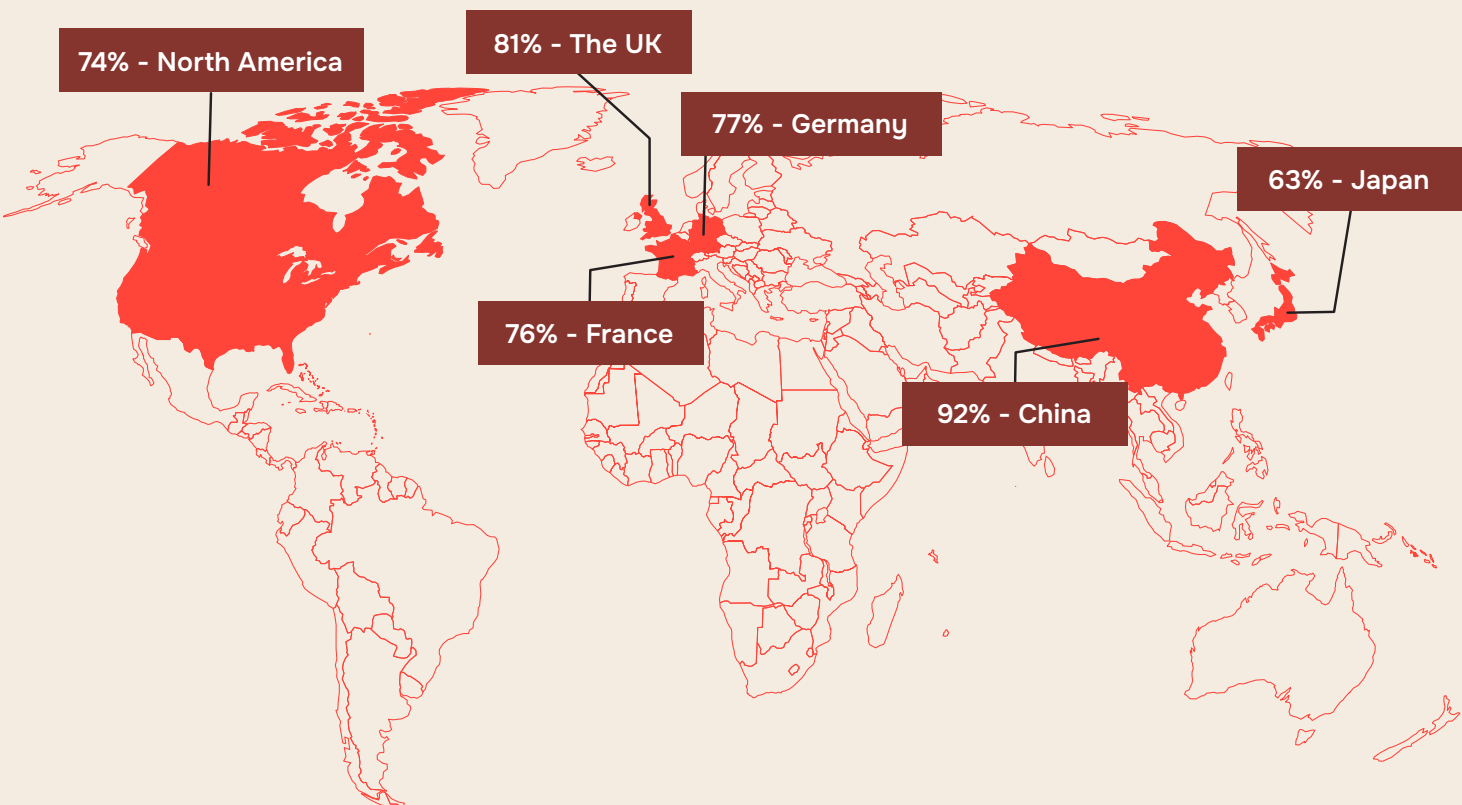 81% - The UK
74% - North America
77% - Germany
63% - Japan
76% - France
92% - China